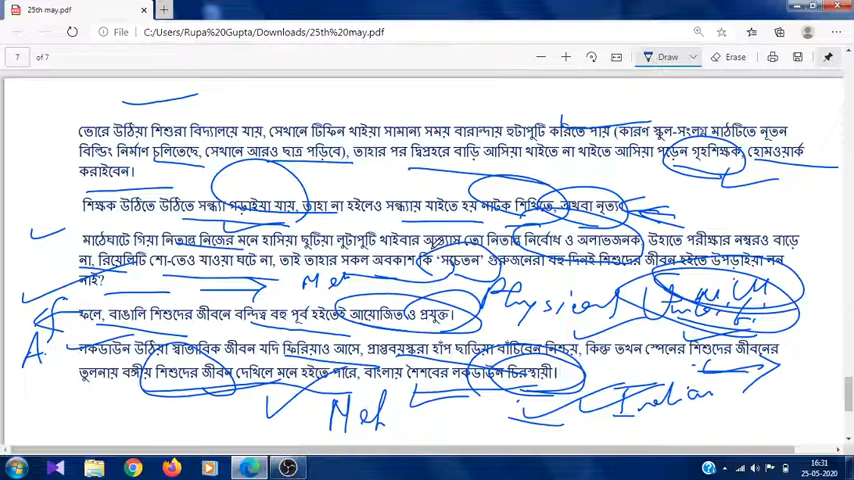 25th may.pdf
File
C:/Users/Rupa%20Gupta/Downloads/25th%20may.pdf
7 of 7
Draw
Erase
ভোরে উঠিয়া শিশুরা বিদ্যালয়ে যায়, সেখানে টিফিন খাইয়া সামান্য সময় বারান্দায় হুটাপুটি করিতে পায় (কারণ স্কুল-সংলগ্ন মাঠটিতে নূতন
বিল্ডিং নির্মাণ চলিতেছে, সেখানে আরও ছাত্র পড়িবে), তাহার পর দ্বিপ্রহরে বাড়ি আসিয়া খাইতে না খাইতে আসিয়া পড়েন গৃহশিক্ষক, হোমওয়ার্ক
করাইবেন।
শিক্ষক উঠিতে উঠিতে সন্ধ্যা গড়াইয়া যায়, তাহা না হইলেও সন্ধ্যায় যাইতে হয় নাটক শিখিতে, অথবা নৃত্য
মাঠেঘাটে গিয়া নিতান্ত নিজের মনে হাসিয়া ছুটিয়া লুটাপুটি খাইবার অভ্যাস তো নিতান্ত নির্বোধ ও অলাভজনক, উহাতে পরীক্ষার নম্বরও বাড়ে
না, রিয়েলিটি শো-তেও যাওয়া ঘটে না, তাই তাহার সকল অবকাশ কি ‘সচেতন’ গুরুজনেরা বহু দিনই শিশুদের জীবন হইতে উপড়াইয়া লন
নাই?
Met
Physical
ফলে, বাঙালি শিশুদের জীবনে বন্দিত্ব বহু পূর্ব হইতেই আয়োজিত ও প্রযুক্ত।
A.
লকডাউন উঠিয়া স্বাভাবিক জীবন যদি ফিরিয়াও আসে, প্রাপ্তবয়স্করা হাঁপ ছাড়িয়া বাঁচিবেন নিশ্চয়, কিন্তু তখন স্পেনের শিশুদের জীবনের
তুলনায় বঙ্গীয় শিশুদের জীবন দেখিলে মনে হইতে পারে, বাংলায় শৈশবের লকডাউন চিরস্থায়ী।
Met
Indian
16:31
25-05-2020